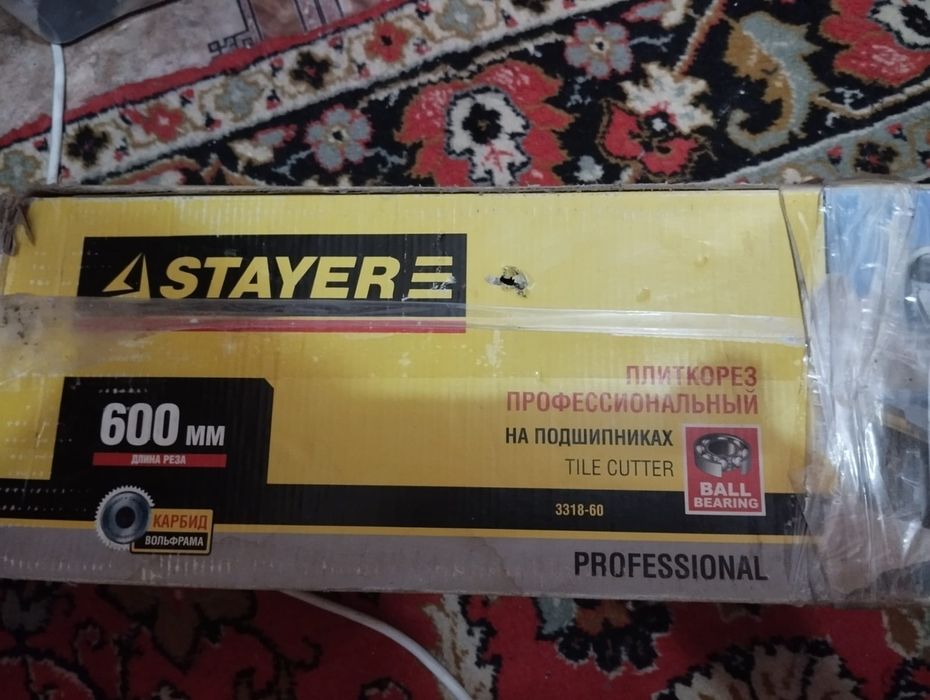 STAYER
600 ММ
ДЛИНА РЕЗА
КАРБИД
ВОЛЬФРАМА
ПЛИТКОРЕЗ
ПРОФЕССИОНАЛЬНЫЙ
НА ПОДШИПНИКАХ
TILE CUTTER
BALL
BEARING
3318-60
PROFESSIONAL